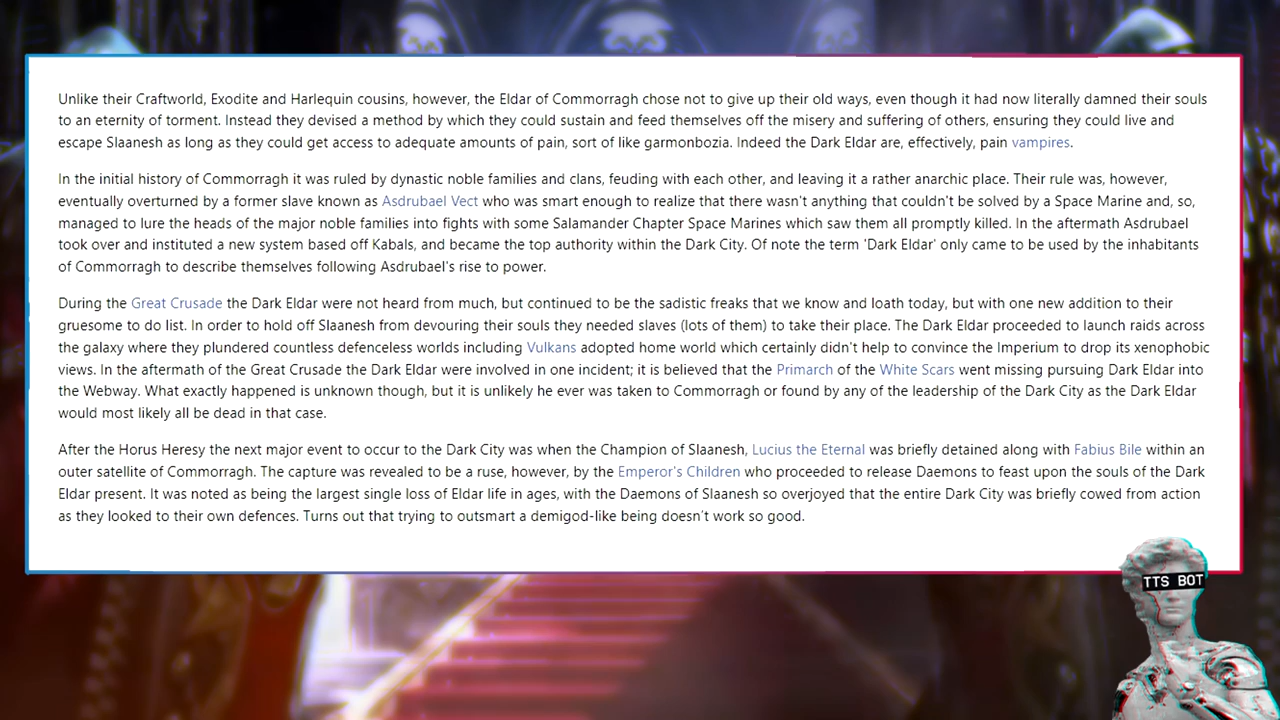 Unlike their Craftworld, Exodite and Harlequin cousins, however, the Eldar of Commorragh chose not to give up their old ways, even though it had now literally damned their souls
to an eternity of torment. Instead they devised a method by which they could sustain and feed themselves off the misery and suffering of others, ensuring they could live and
escape Slaanesh as long as they could get access to adequate amounts of pain, sort of like garmonbozia. Indeed the Dark Eldar are, effectively, pain vampires.
In the initial history of Commorragh it was ruled by dynastic noble families and clans, feuding with each other, and leaving it a rather anarchic place. Their rule was, however,
eventually overturned by a former slave known as Asdrubael Vect who was smart enough to realize that there wasn't anything that couldn't be solved by a Space Marine and, so,
managed to lure the heads of the major noble families into fights with some Salamander Chapter Space Marines which saw them all promptly killed. In the aftermath Asdrubael
took over and instituted a new system based off Kabals, and became the top authority within the Dark City. Of note the term 'Dark Eldar' only came to be used by the inhabitants
of Commorragh to describe themselves following Asdrubael's rise to power.
During the Great Crusade the Dark Eldar were not heard from much, but continued to be the sadistic freaks that we know and loath today, but with one new addition to their
gruesome to do list. In order to hold off Slaanesh from devouring their souls they needed slaves (lots of them) to take their place. The Dark Eldar proceeded to launch raids across
the galaxy where they plundered countless defenceless worlds including Vulkans adopted home world which certainly didn't help to convince the Imperium to drop its xenophobic
views. In the aftermath of the Great Crusade the Dark Eldar were involved in one incident; it is believed that the Primarch of the White Scars went missing pursuing Dark Eldar into
the Webway. What exactly happened is unknown though, but it is unlikely he ever was taken to Commorragh or found by any of the leadership of the Dark City as the Dark Eldar
would most likely all be dead in that case.
After the Horus Heresy the next major event to occur to the Dark City was when the Champion of Slaanesh, Lucius the Eternal was briefly detained along with Fabius Bile within an
outer satellite of Commorragh. The capture was revealed to be a ruse, however, by the Emperor's Children who proceeded to release Daemons to feast upon the souls of the Dark
Eldar present. It was noted as being the largest single loss of Eldar life in ages, with the Daemons of Slaanesh so overjoyed that the entire Dark City was briefly cowed from action
as they looked to their own defences. Turns out that trying to outsmart a demigod-like being doesn't work so good.
TTS BOT